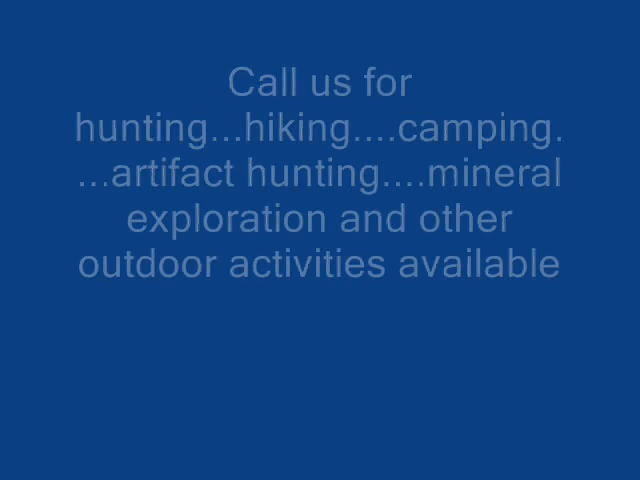 Call us for
hunting...hiking....camping.
...artifact hunting....mineral
exploration and other
outdoor activities available